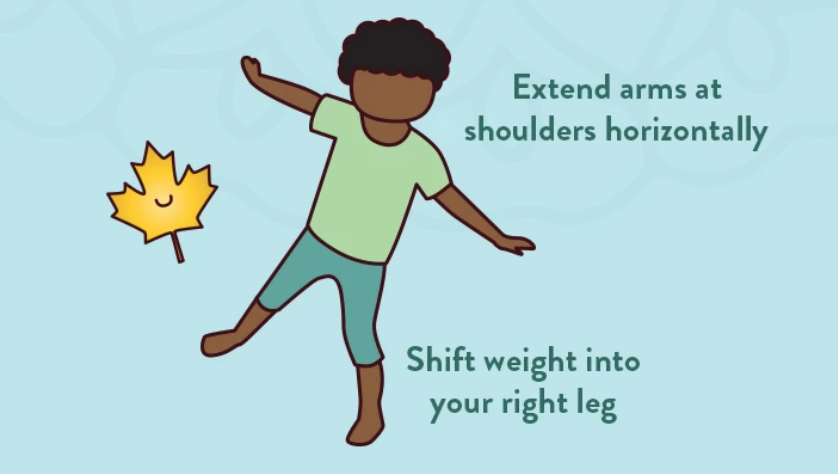 Extend arms at
shoulders horizontally
Shift weight into
your right leg